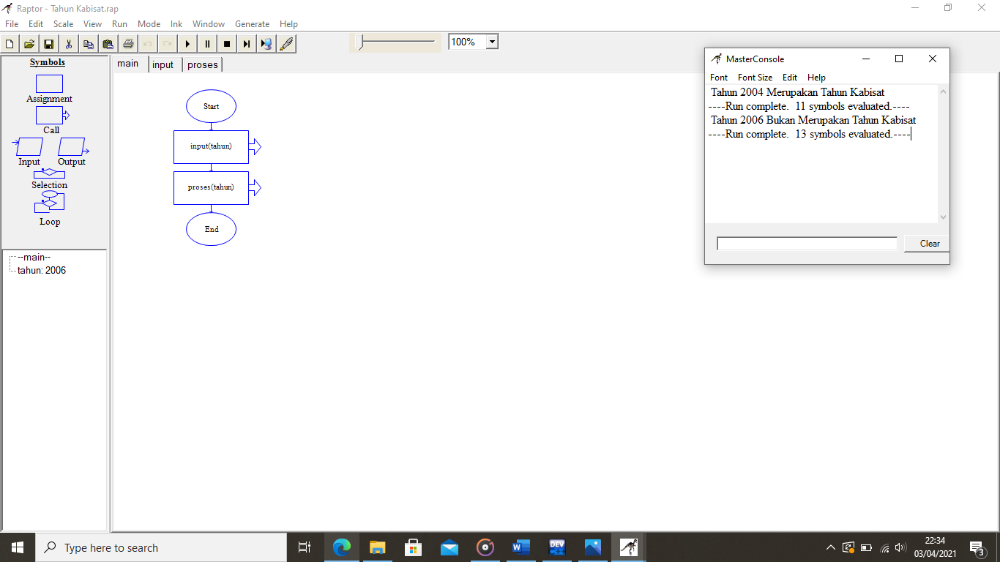 Raptor - Tahun Kabisat.rap
File Edit Scale View Run Mode Ink Window Generate Help
100%
Symbols
Assignment
Call
Input Output
Selection
Loop
--main--
tahun: 2006
main input proses
Start
input(tahun)
proses(tahun)
End
MasterConsole
Font Font Size Edit Help
Tahun 2004 Merupakan Tahun Kabisat
----Run complete. 11 symbols evaluated.----
Tahun 2006 Bukan Merupakan Tahun Kabisat
----Run complete. 13 symbols evaluated.----
Clear
Type here to search
W
DEV
22:34
03/04/2021
3